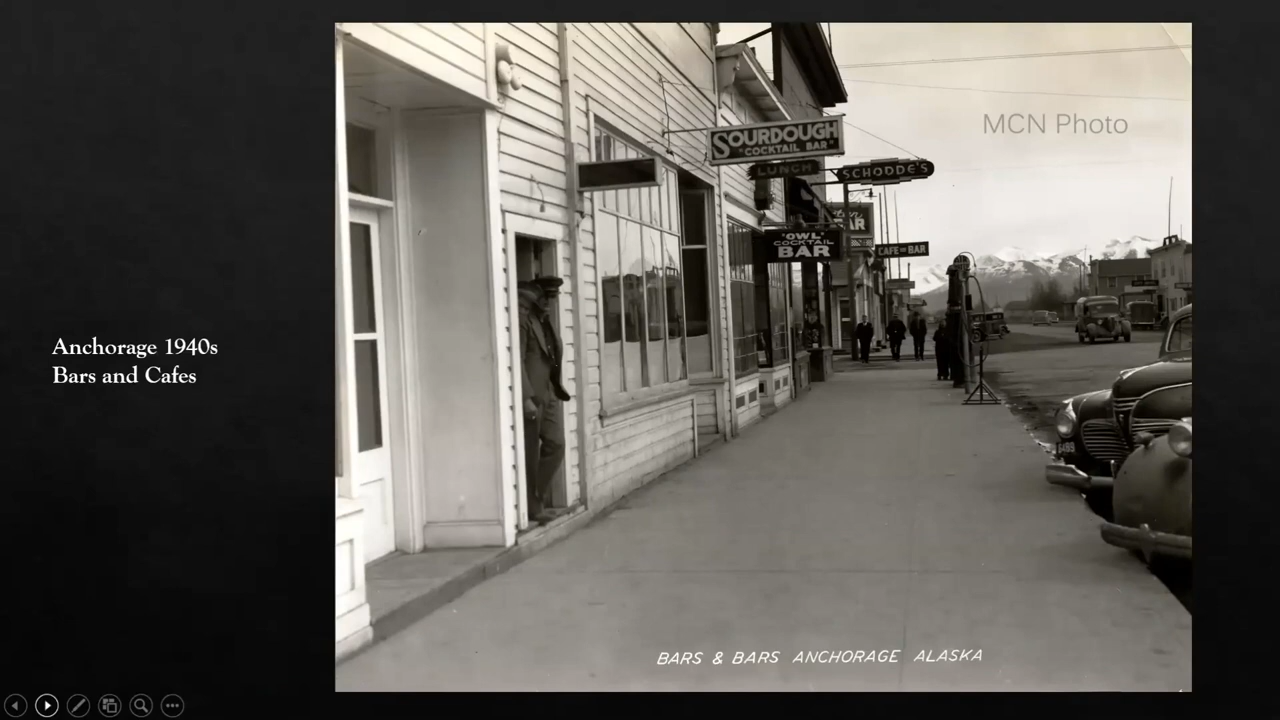 Anchorage 1940s
Bars and Cafes
MCN Photo
SOURDOUGH
"COCKTAIL BAR"
LUNCH
SCHODDE'S
BAR
"OWL"
COCKTAIL
BAR
CAFE BAR
BARS & BARS ANCHORAGE ALASKA